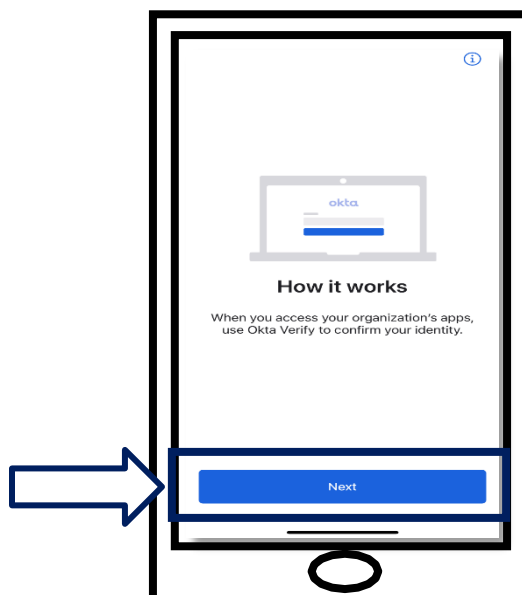 okta
How it works
When you access your organization's apps,
use Okta Verify to confirm your identity.
Next